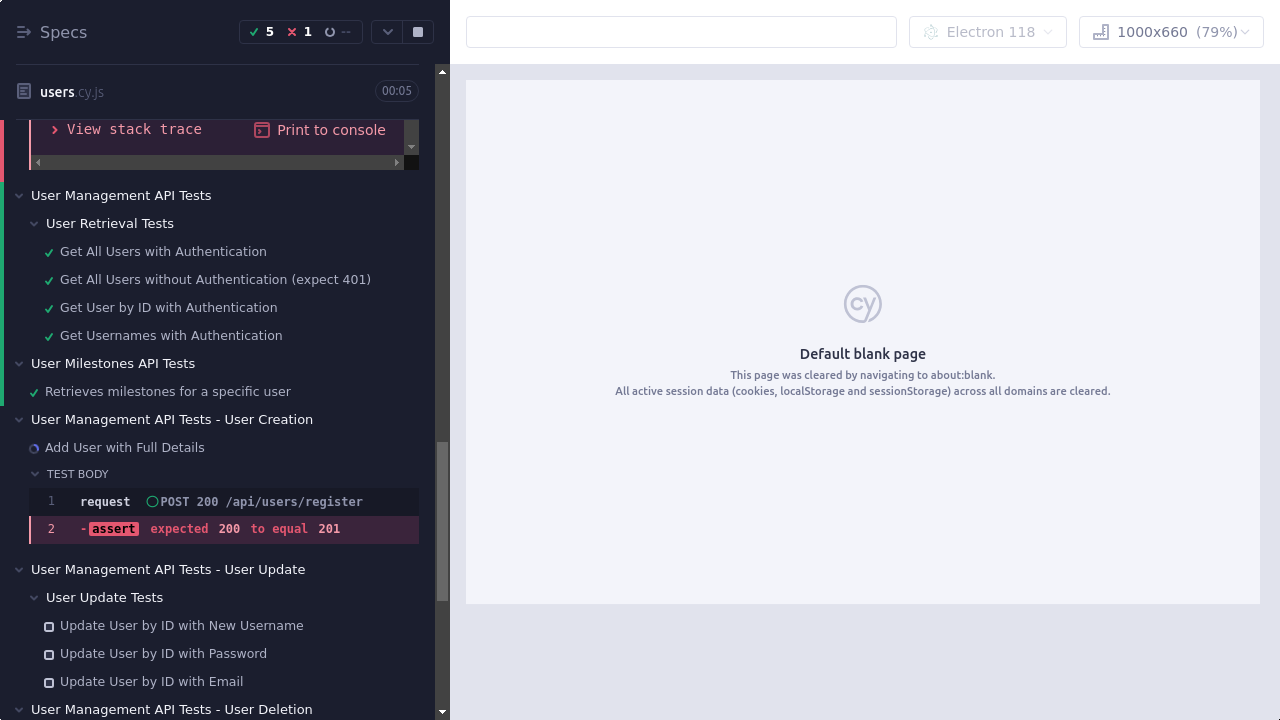 Specs
5
1
--
Electron 118
1000x660 (79%)
users.cy.js
00:05
View stack trace
Print to console
User Management API Tests
User Retrieval Tests
Get All Users with Authentication
Get All Users without Authentication (expect 401)
Get User by ID with Authentication
Get Usernames with Authentication
User Milestones API Tests
Retrieves milestones for a specific user
User Management API Tests - User Creation
Add User with Full Details
TEST BODY
1 request POST 200 /api/users/register
2 -assert expected 200 to equal 201
User Management API Tests - User Update
User Update Tests
Update User by ID with New Username
Update User by ID with Password
Update User by ID with Email
User Management API Tests - User Deletion
cy
Default blank page
This page was cleared by navigating to about:blank.
All active session data (cookies, localStorage and sessionStorage) across all domains are cleared.